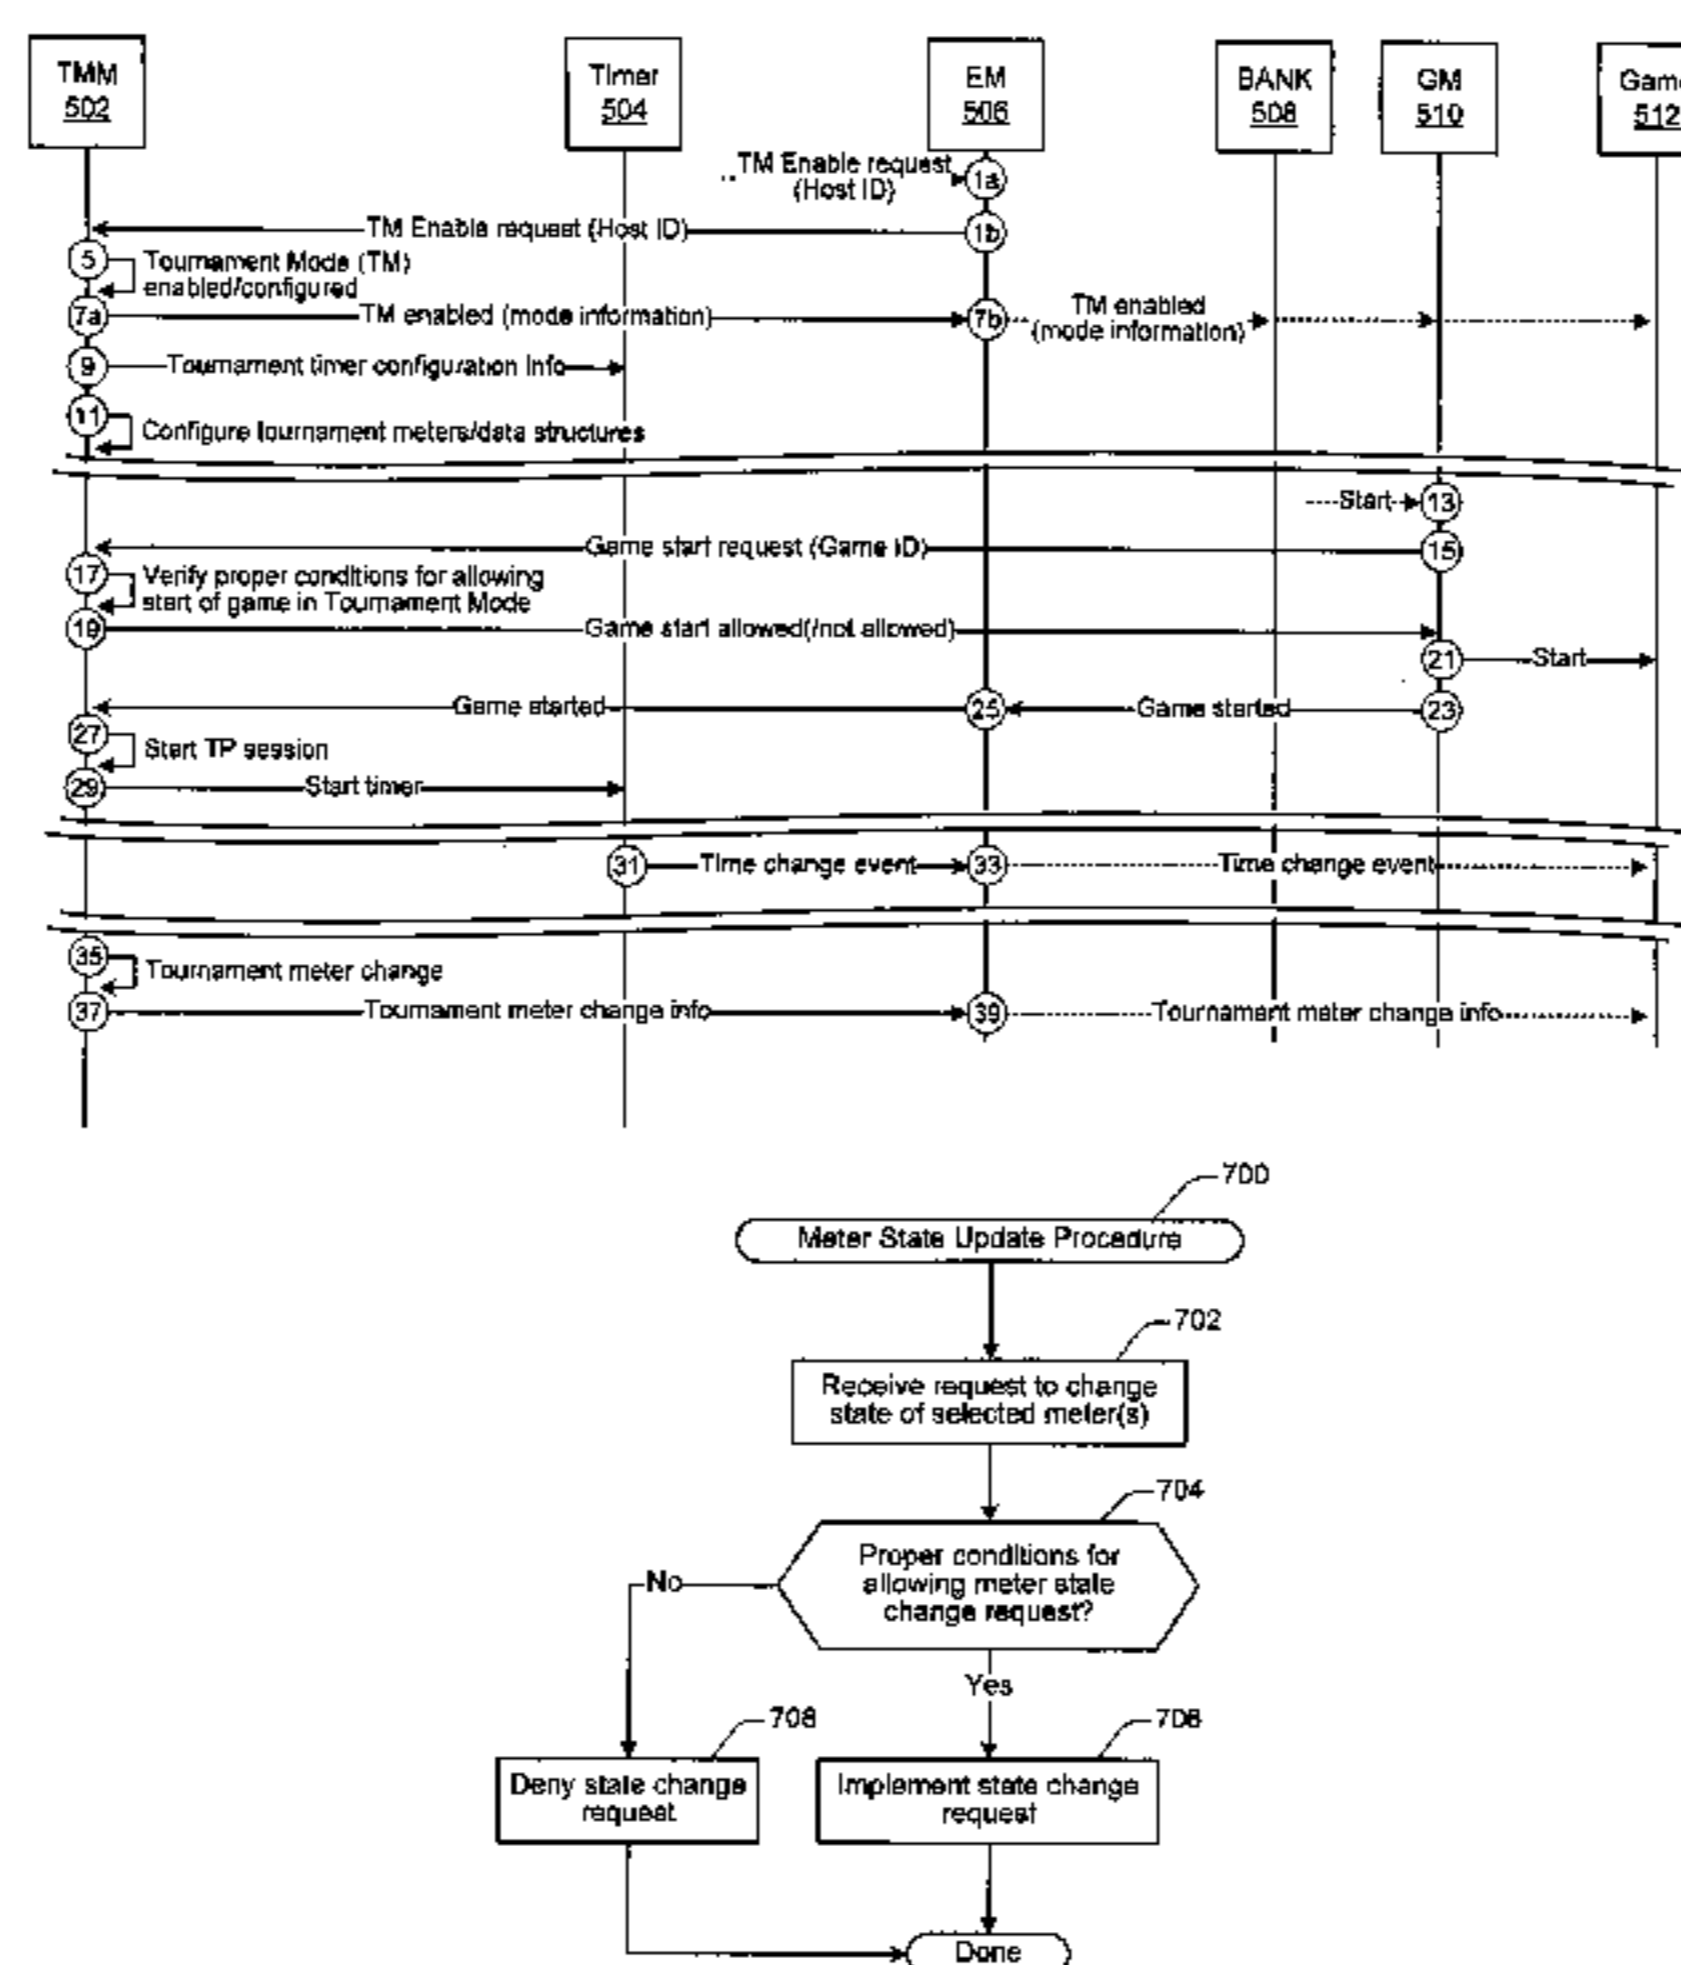 TMM
502
Timer
504
EM
506
BANK
508
GM
510
Game
512
TM Enable request
(Host ID)
1a
TM Enable request (Host ID)
1b
5
Tournament Mode (TM)
enabled/configured
7a
TM enabled (mode information)
7b
TM enabled
(mode information)
9
Tournament timer configuration Info
11
Configure tournament meters/data structures
Start
13
Game start request (Game ID)
15
17
Verify proper conditions for allowing
start of game in Tournament Mode
19
Game start allowed(/not allowed)
21
Start
Game started
25
Game started
23
27
Start TP session
29
Start timer
31
Time change event
33
Time change event
35
Tournament meter change
37
Tournament meter change info
39
Tournament meter change info
700
Meter State Update Procedure
702
Receive request to change
state of selected meter(s)
704
Proper conditions for
allowing meter state
change request?
No
Yes
708
706
Deny state change
request
Implement state change
request
Done